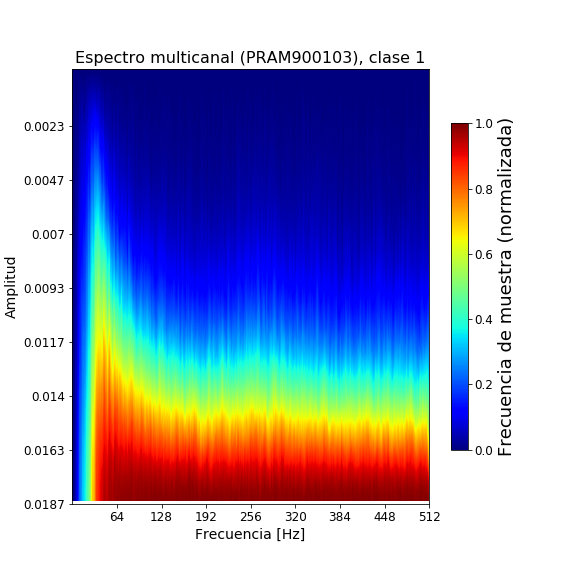 Espectro multicanal (PRAM900103), clase 1
Amplitud
0.0023
0.0047
0.007
0.0093
0.0117
0.014
0.0163
0.0187
64 128 192 256 320 384 448 512
Frecuencia [Hz]
1.0
0.8
0.6
0.4
0.2
0.0
Frecuencia de muestra (normalizada)